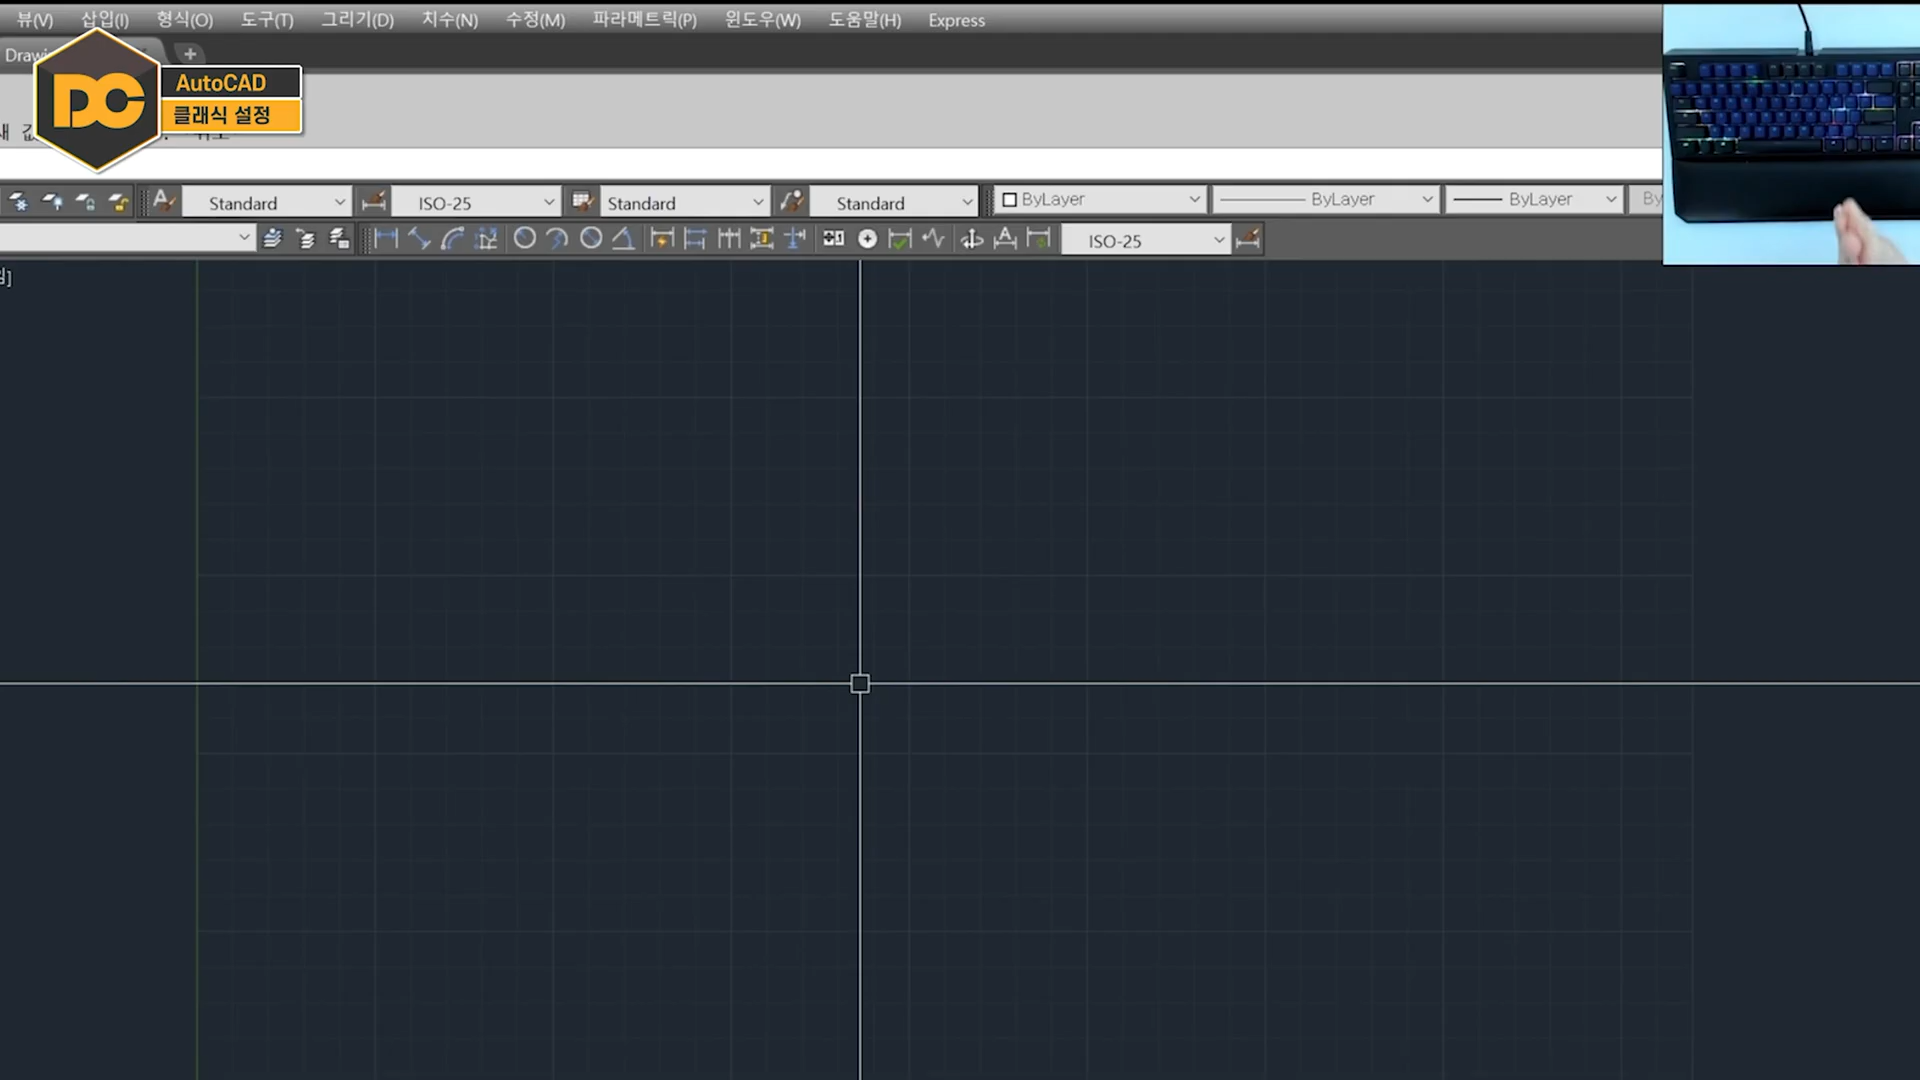 뷰(V) 삽입(I) 형식(O) 도구(T) 그리기(D) 치수(N) 수정(M) 파라메트릭(P) 윈도우(W) 도움말(H) Express
+
DC
AutoCAD
클래식 설정
Standard ISO-25 Standard Standard ByLayer ByLayer ByLayer By
ISO-25